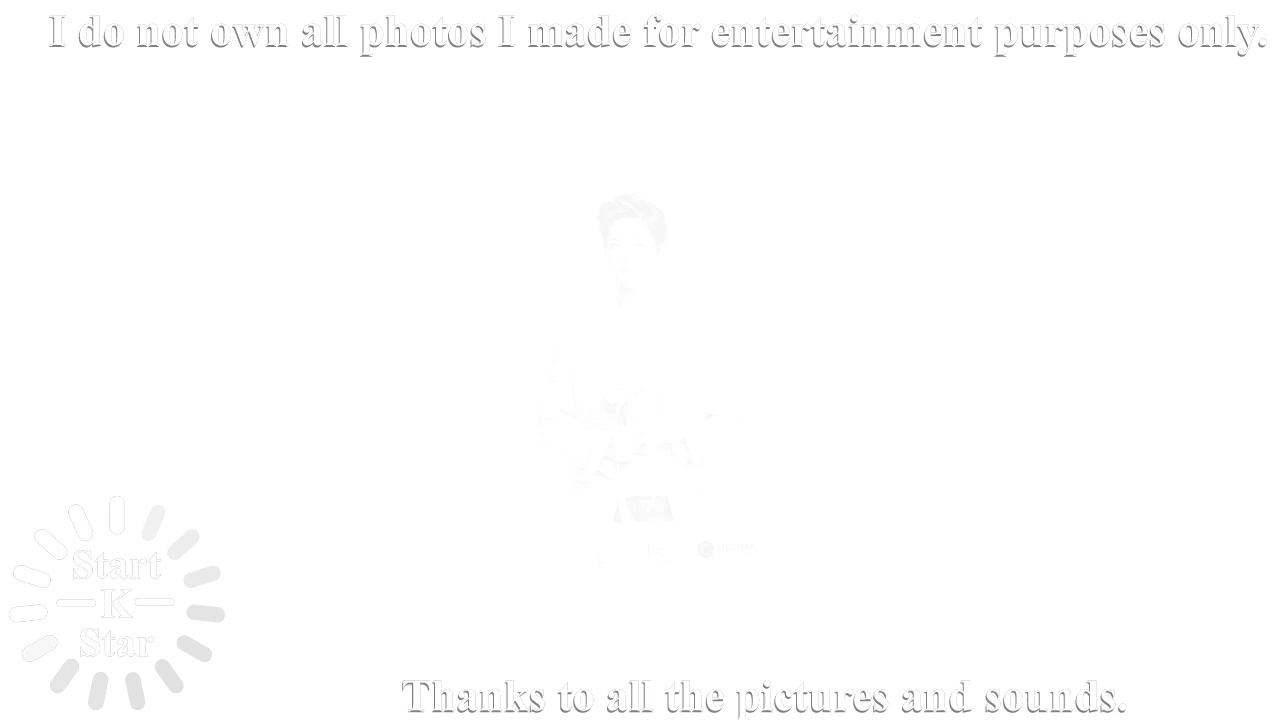 I do not own all photos I made for entertainment purposes only.
Start
K
Star
Thanks to all the pictures and sounds.